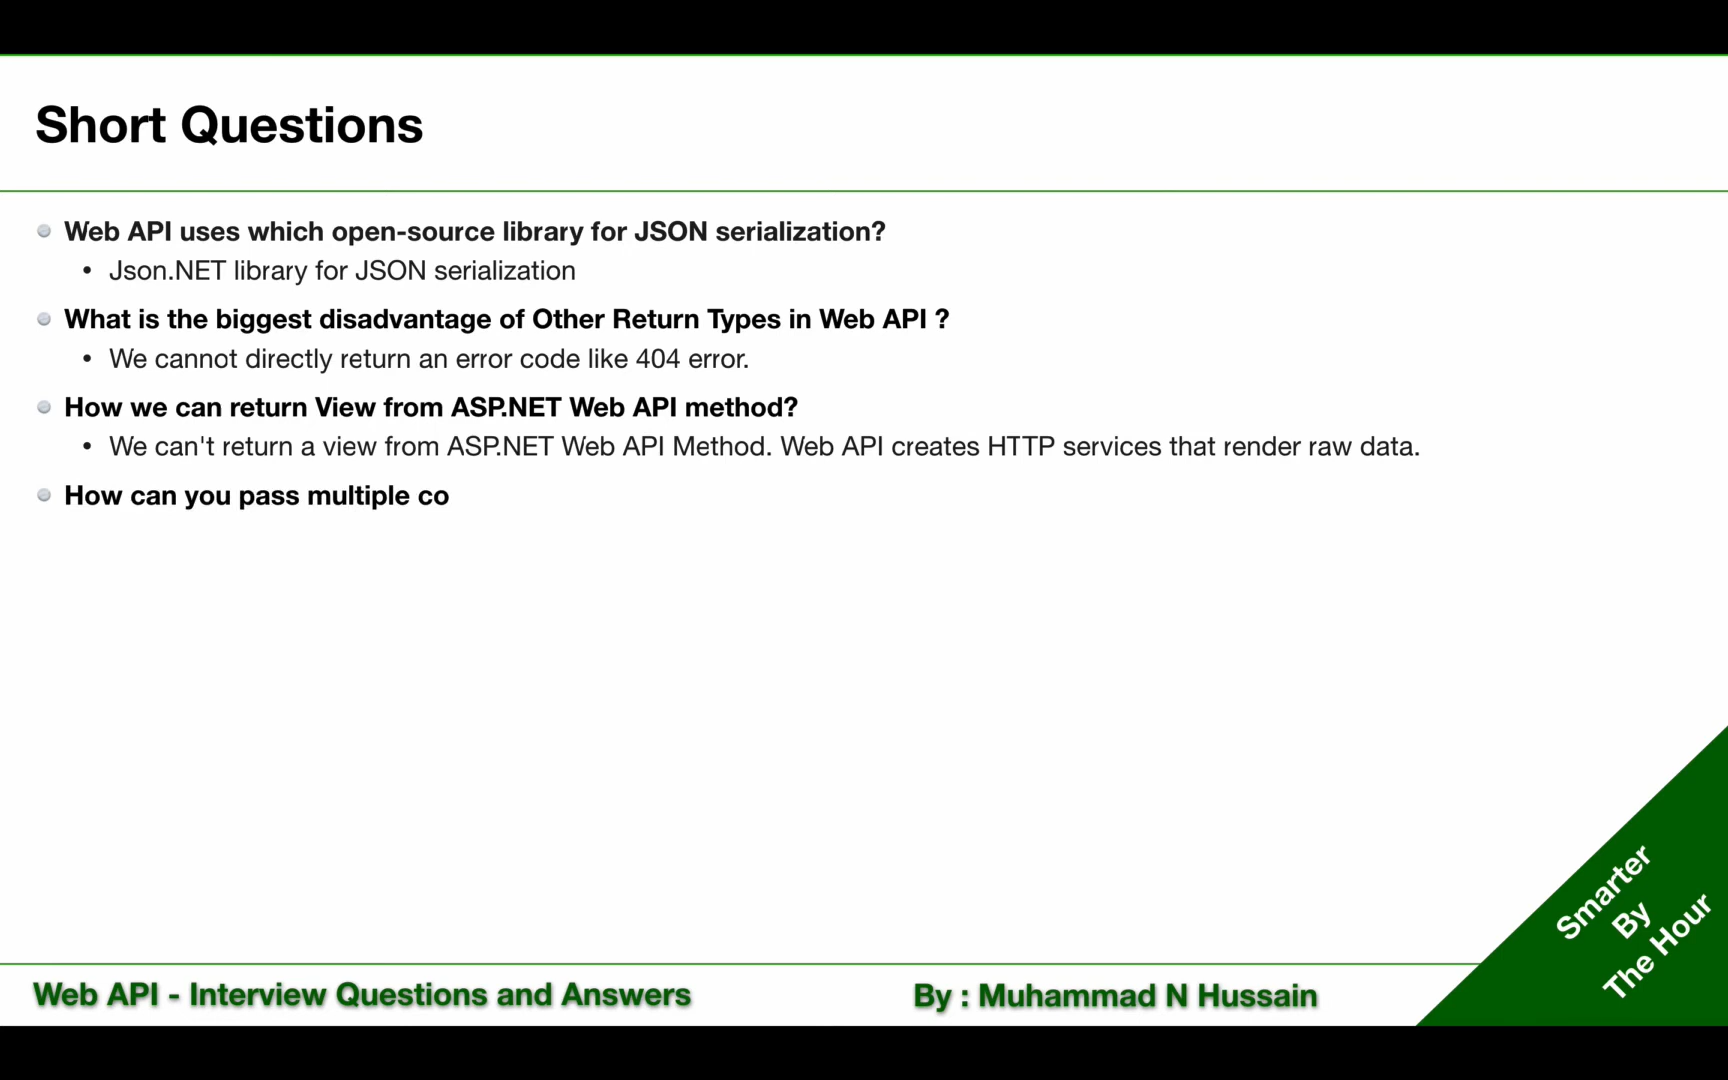 Short Questions
Web API uses which open-source library for JSON serialization?
• Json.NET library for JSON serialization
What is the biggest disadvantage of Other Return Types in Web API ?
• We cannot directly return an error code like 404 error.
How we can return View from ASP.NET Web API method?
• We can't return a view from ASP.NET Web API Method. Web API creates HTTP services that render raw data.
How can you pass multiple co
Smarter
By
The Hour
Web API - Interview Questions and Answers
By : Muhammad N Hussain